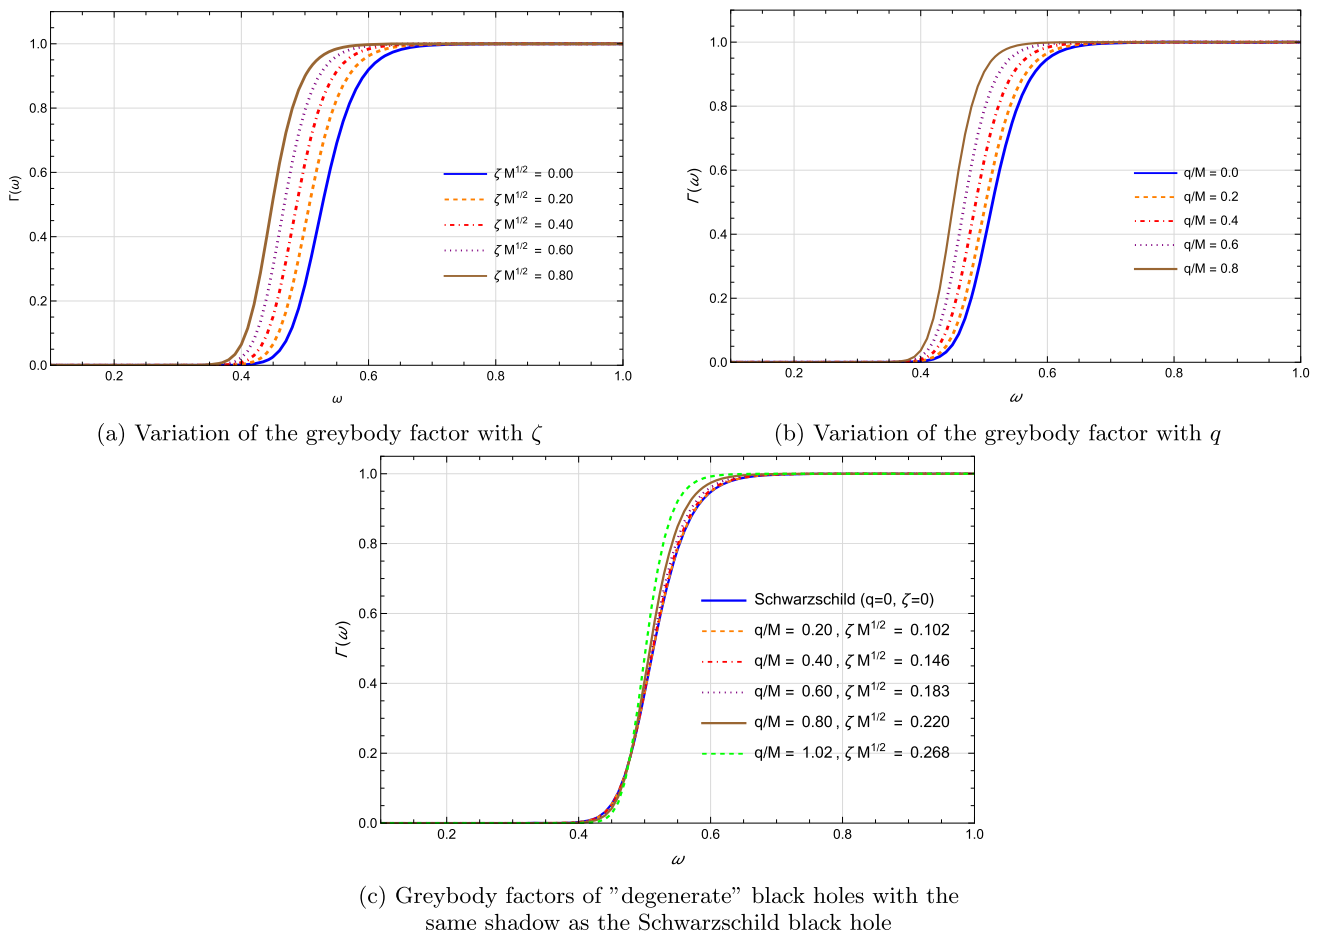 1.0
0.8
0.6
0.4
0.2
0.0
Γ(ω)
0.2 0.4 0.6 0.8 1.0
ω
ζ M^{1/2} = 0.00
ζ M^{1/2} = 0.20
ζ M^{1/2} = 0.40
ζ M^{1/2} = 0.60
ζ M^{1/2} = 0.80
(a) Variation of the greybody factor with ζ
1.0
0.8
0.6
0.4
0.2
0.0
Γ(ω)
0.2 0.4 0.6 0.8 1.0
ω
q/M = 0.0
q/M = 0.2
q/M = 0.4
q/M = 0.6
q/M = 0.8
(b) Variation of the greybody factor with q
1.0
0.8
0.6
0.4
0.2
0.0
Γ(ω)
0.2 0.4 0.6 0.8 1.0
ω
Schwarzschild (q=0, ζ=0)
q/M = 0.20 , ζ M^{1/2} = 0.102
q/M = 0.40 , ζ M^{1/2} = 0.146
q/M = 0.60 , ζ M^{1/2} = 0.183
q/M = 0.80 , ζ M^{1/2} = 0.220
q/M = 1.02 , ζ M^{1/2} = 0.268
(c) Greybody factors of ”degenerate” black holes with the
same shadow as the Schwarzschild black hole